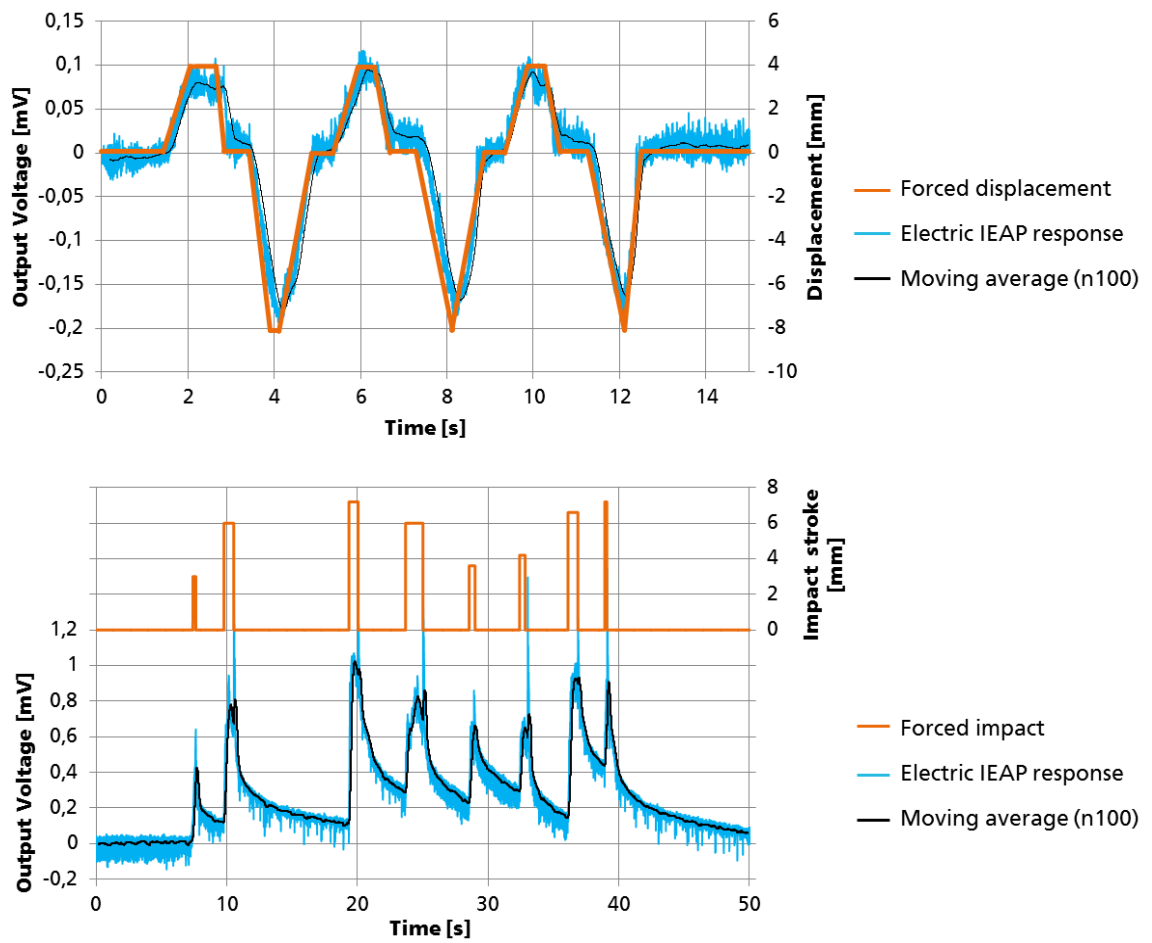 0,15
0,1
0,05
0
-0,05
-0,1
-0,15
-0,2
-0,25
Output Voltage [mV]
6
4
2
0
-2
-4
-6
-8
-10
Displacement [mm]
0 2 4 6 8 10 12 14
Time [s]
Forced displacement
Electric IEAP response
Moving average (n100)
8
6
4
2
0
Impact stroke
[mm]
1,2
1
0,8
0,6
0,4
0,2
0
-0,2
Output Voltage [mV]
0 10 20 30 40 50
Time [s]
Forced impact
Electric IEAP response
Moving average (n100)